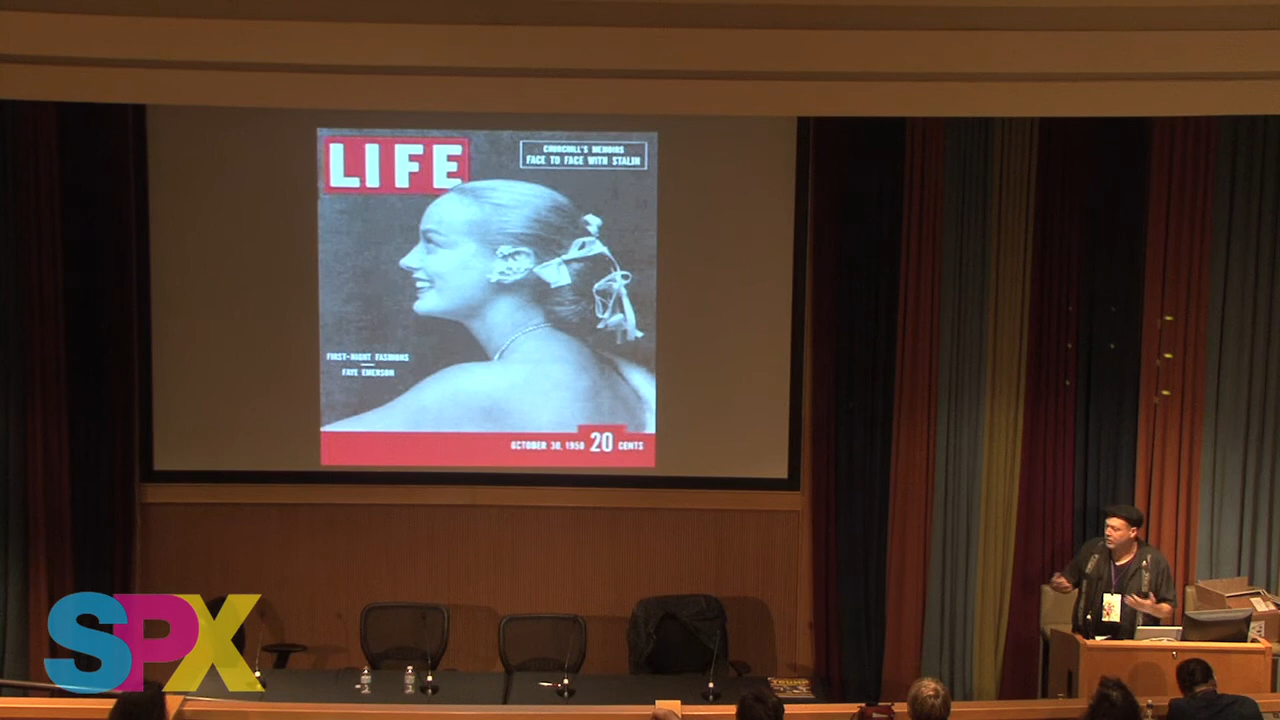 LIFE
CHURCHILL'S MEMOIRS
FACE TO FACE WITH STALIN
FIRST-NIGHT FASHIONS
FAYE EMERSON
OCTOBER 30, 1950 20 CENTS
SPX